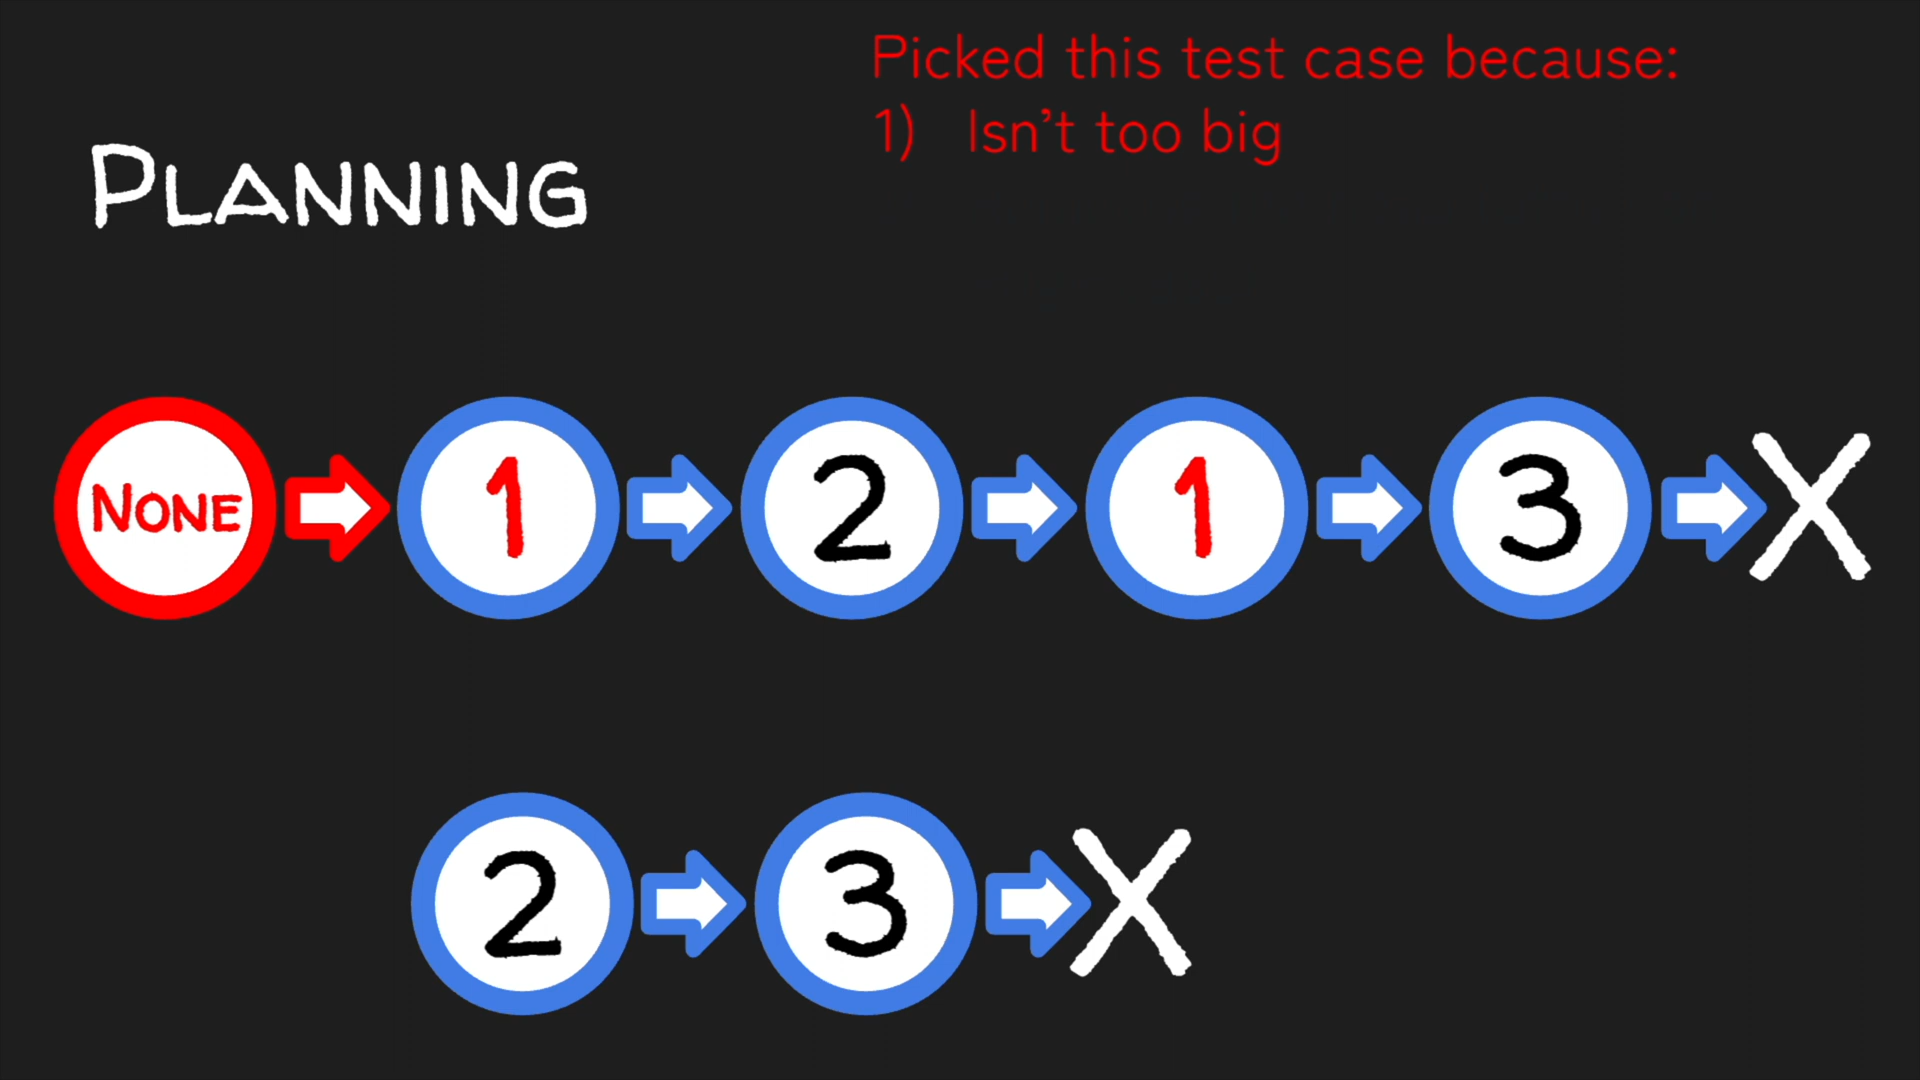 Picked this test case because:
1) Isn't too big
PLANNING
NONE 1 2 1 3 X
2 3 X